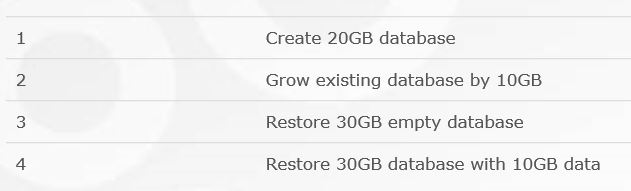 1 Create 20GB database
2 Grow existing database by 10GB
3 Restore 30GB empty database
4 Restore 30GB database with 10GB data